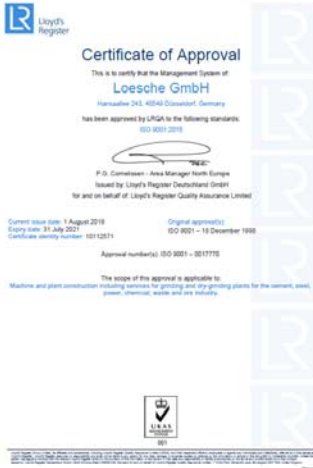 Lloyd's
Register
LR
Certificate of Approval
This is to certify that the Management System of:
Loesche GmbH
Hansaallee 243, 40549 Düsseldorf, Germany
has been approved by LRQA to the following standards:
ISO 9001:2015
P.G. Cornelissen - Area Manager North Europe
Issued by: Lloyd's Register Deutschland GmbH
for and on behalf of: Lloyd's Register Quality Assurance Limited
Current issue date: 1 August 2018
Expiry date: 31 July 2021
Certificate identity number: 10112571
Original approval(s):
ISO 9001 – 19 December 1998
Approval number(s): ISO 9001 – 0017770
The scope of this approval is applicable to:
Machine and plant construction including services for grinding and dry-grinding plants for the cement, steel,
power, chemical, waste and ore industry.
UKAS
MANAGEMENT
SYSTEMS
001